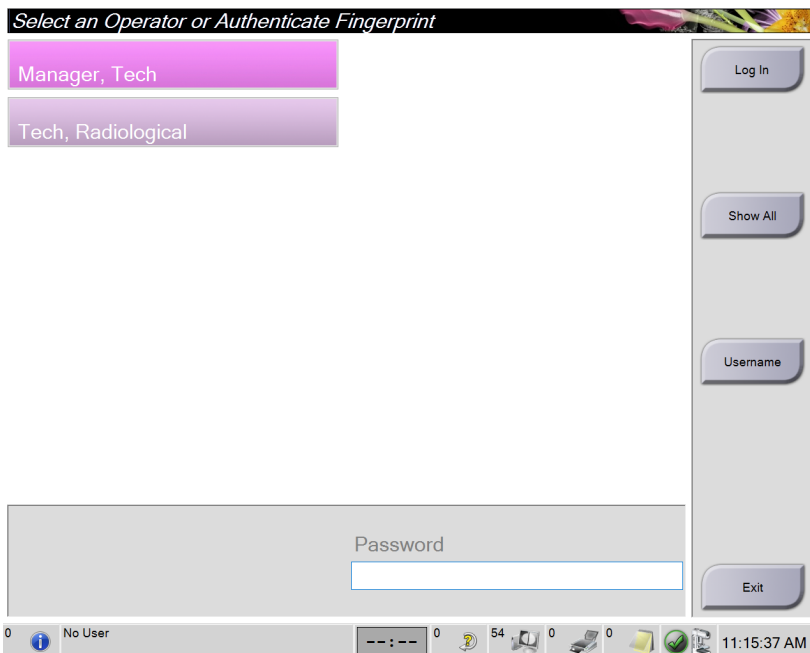 Select an Operator or Authenticate Fingerprint
Manager, Tech
Log In
Tech, Radiological
Show All
Username
Password
Exit
0
No User
--:--
0
54
0
0
11:15:37 AM